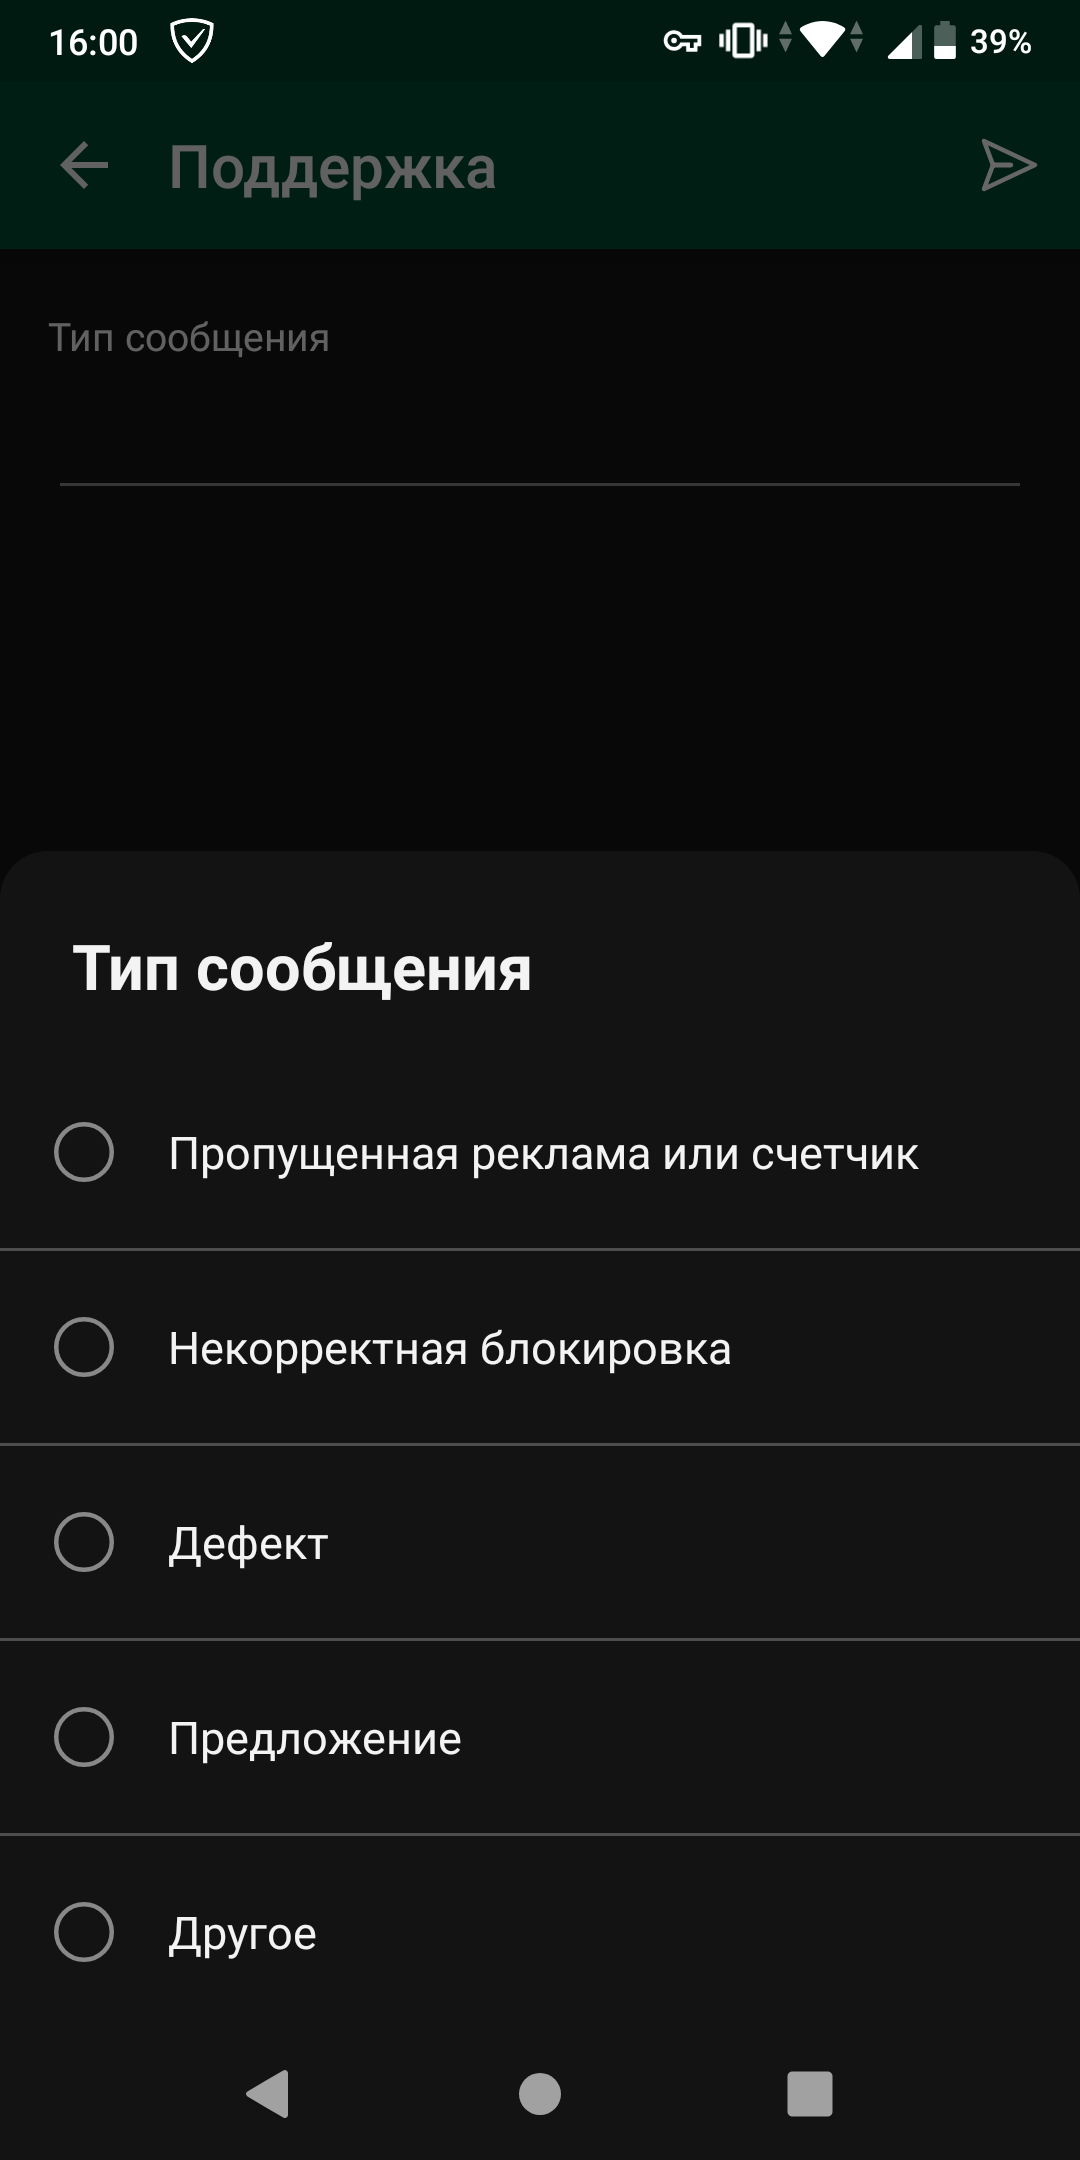 16:00
39%
Поддержка
Тип сообщения
Тип сообщения
Пропущенная реклама или счетчик
Некорректная блокировка
Дефект
Предложение
Другое